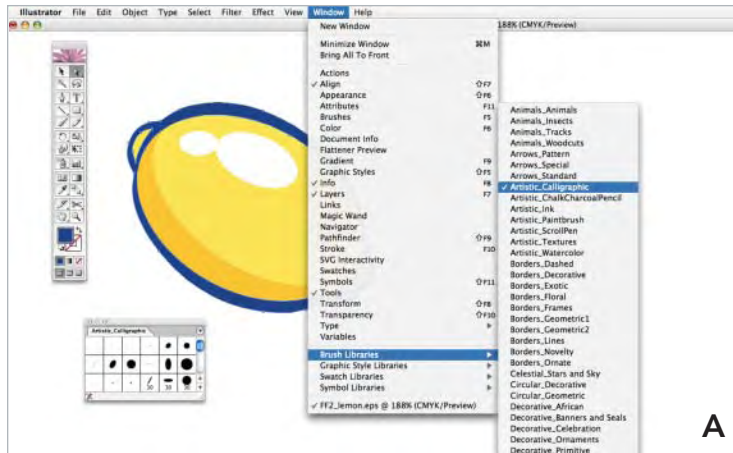 Illustrator File Edit Object Type Select Filter Effect View Window Help
188% (CMYK/Preview)
New Window
Minimize Window ⌘M
Bring All To Front
Actions
✓ Align ⇧F7
Appearance ⇧F6
Attributes F11
Brushes F5
Color F6
Document Info
Flattener Preview
Gradient F9
Graphic Styles ⇧F5
✓ Info F8
✓ Layers F7
Links
Magic Wand
Navigator
Pathfinder ⇧F9
Stroke F10
SVG Interactivity
Swatches
Symbols ⇧F11
✓ Tools
Transform ⇧F8
Transparency ⇧F10
Type
Variables
Brush Libraries
Graphic Style Libraries
Swatch Libraries
Symbol Libraries
✓ FF2_lemon.eps @ 188% (CMYK/Preview)
Animals_Animals
Animals_Insects
Animals_Tracks
Animals_Woodcuts
Arrows_Pattern
Arrows_Special
Arrows_Standard
✓ Artistic_Calligraphic
Artistic_ChalkCharcoalPencil
Artistic_Ink
Artistic_Paintbrush
Artistic_ScrollPen
Artistic_Textures
Artistic_Watercolor
Borders_Dashed
Borders_Decorative
Borders_Exotic
Borders_Floral
Borders_Frames
Borders_Geometric1
Borders_Geometric2
Borders_Lines
Borders_Novelty
Borders_Ornate
Celestial_Stars and Sky
Circular_Decorative
Circular_Geometric
Decorative_African
Decorative_Banners and Seals
Decorative_Celebration
Decorative_Ornaments
Decorative_Primitive
Artistic_Calligraphic
A